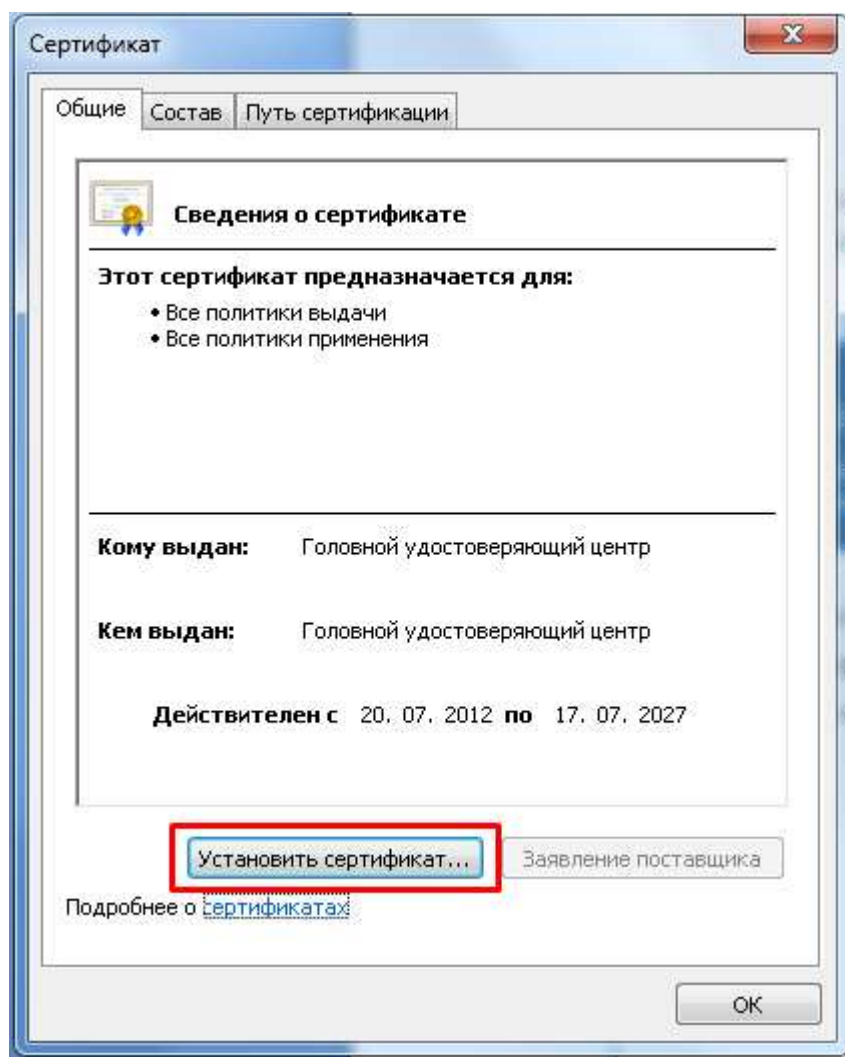 Сертификат
Общие Состав Путь сертификации
Сведения о сертификате
Этот сертификат предназначается для:
• Все политики выдачи
• Все политики применения
Кому выдан: Головной удостоверяющий центр
Кем выдан: Головной удостоверяющий центр
Действителен с 20. 07. 2012 по 17. 07. 2027
Установить сертификат... Заявление поставщика
Подробнее о сертификатах
ОК